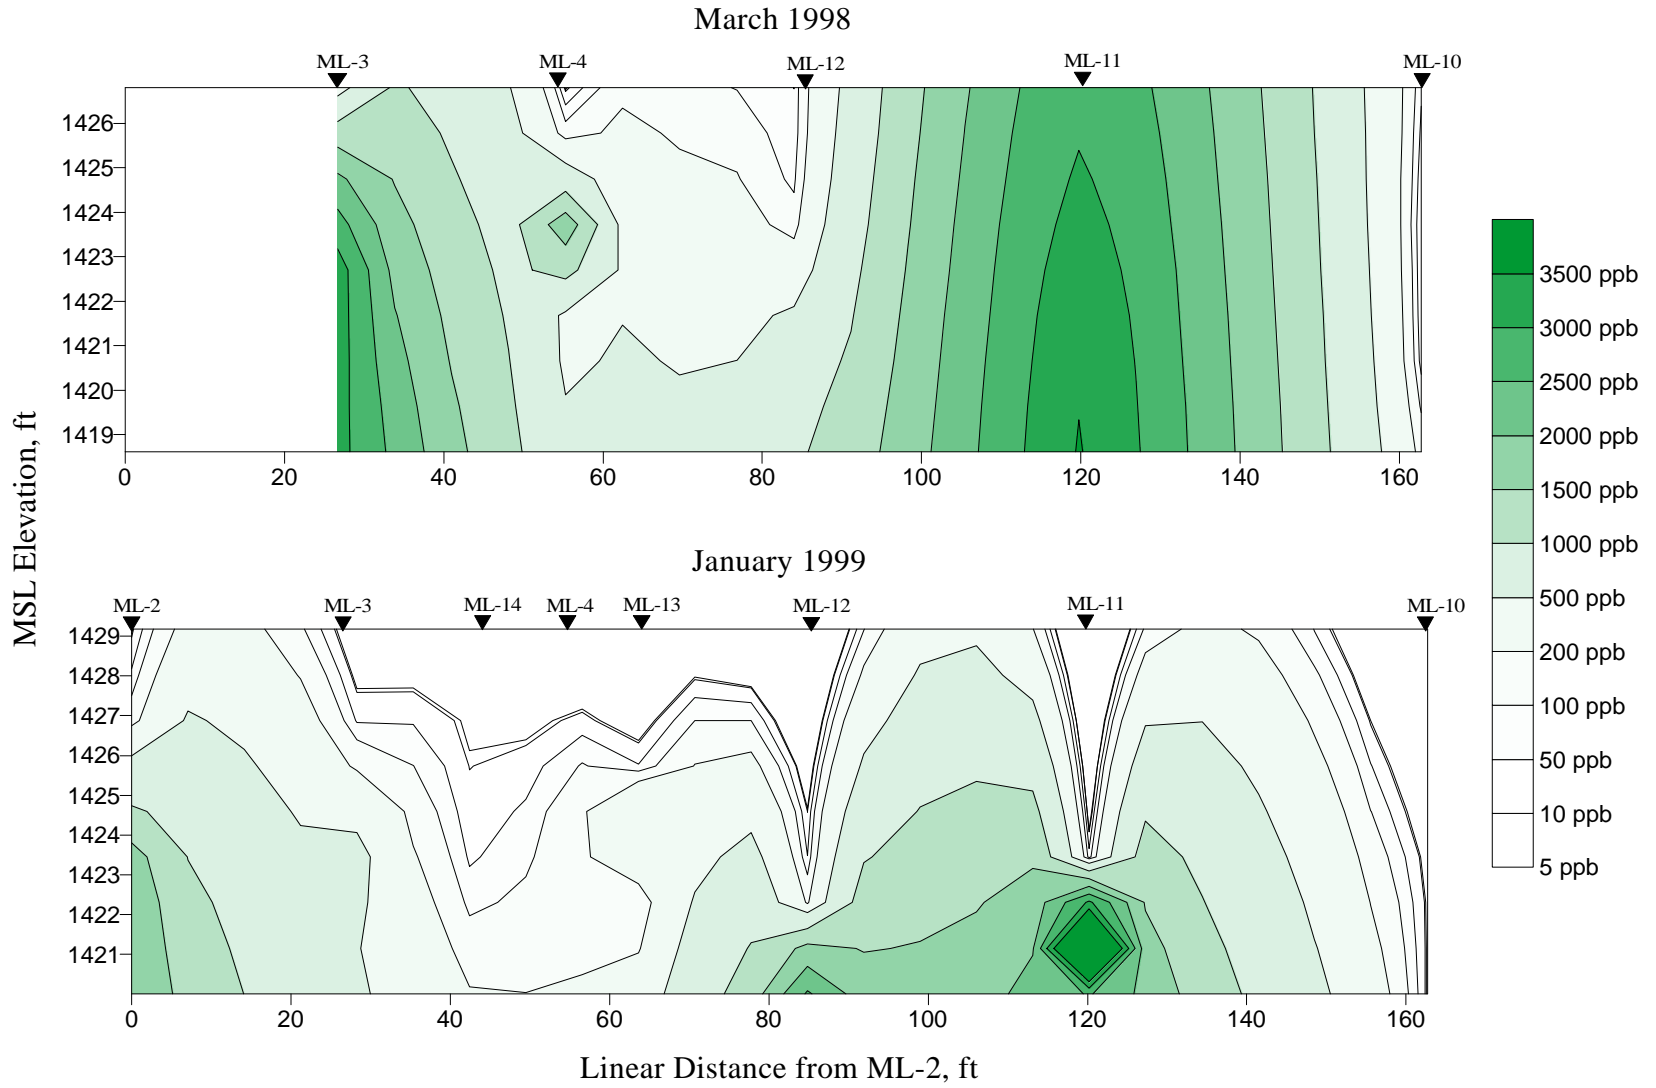 March 1998
ML-3 ML-4 ML-12 ML-11 ML-10
1426
1425
1424
1423
1422
1421
1420
1419
0 20 40 60 80 100 120 140 160
MSL Elevation, ft
January 1999
ML-2 ML-3 ML-14 ML-4 ML-13 ML-12 ML-11 ML-10
1429
1428
1427
1426
1425
1424
1423
1422
1421
0 20 40 60 80 100 120 140 160
Linear Distance from ML-2, ft
3500 ppb
3000 ppb
2500 ppb
2000 ppb
1500 ppb
1000 ppb
500 ppb
200 ppb
100 ppb
50 ppb
10 ppb
5 ppb